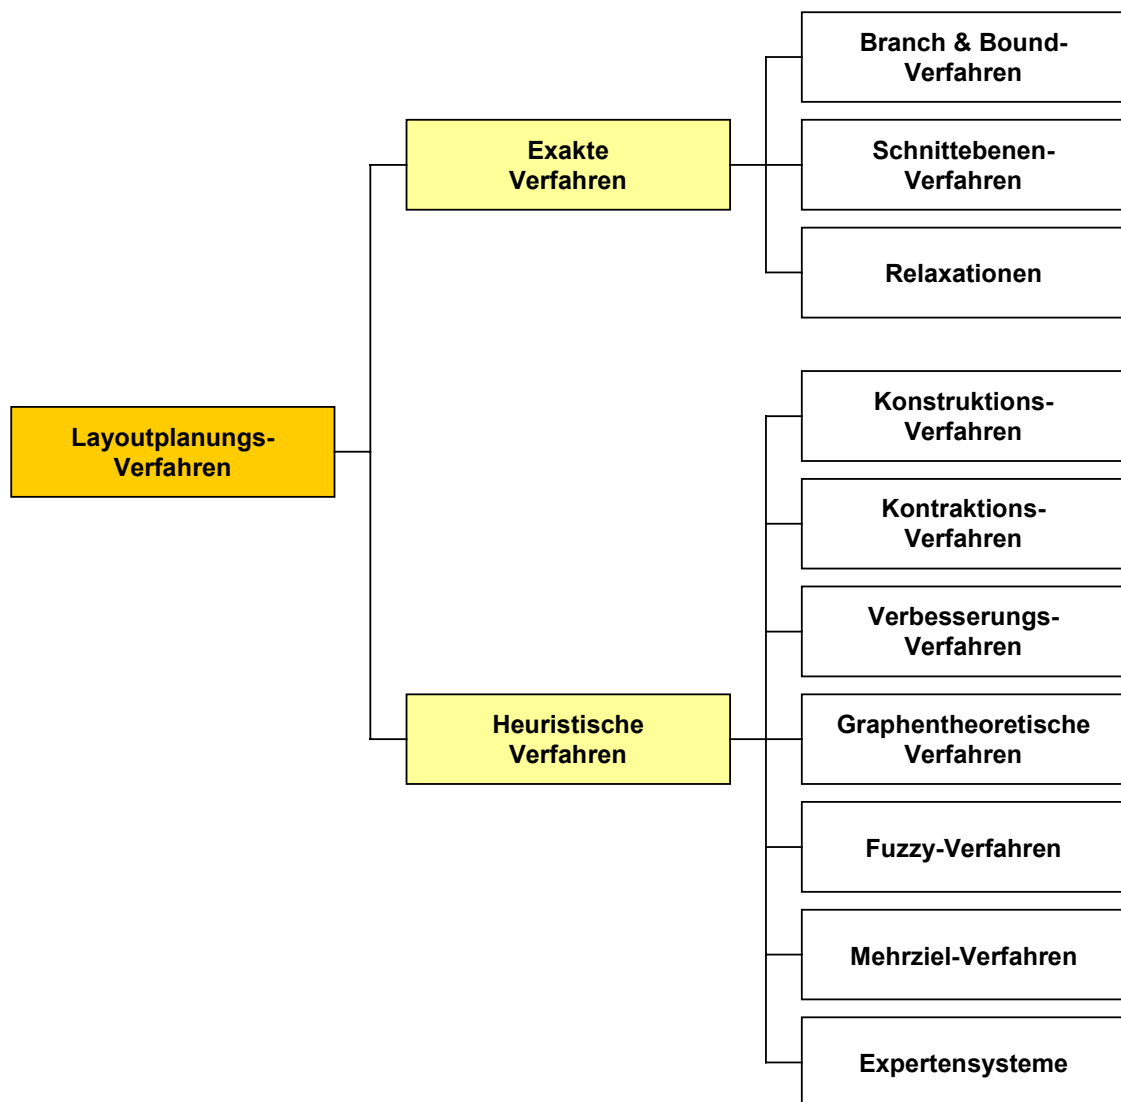 Branch & Bound-
Verfahren
Exakte
Verfahren
Schnittebenen-
Verfahren
Relaxationen
Layoutplanungs-
Verfahren
Konstruktions-
Verfahren
Kontraktions-
Verfahren
Verbesserungs-
Verfahren
Heuristische
Verfahren
Graphentheoretische
Verfahren
Fuzzy-Verfahren
Mehrziel-Verfahren
Expertensysteme